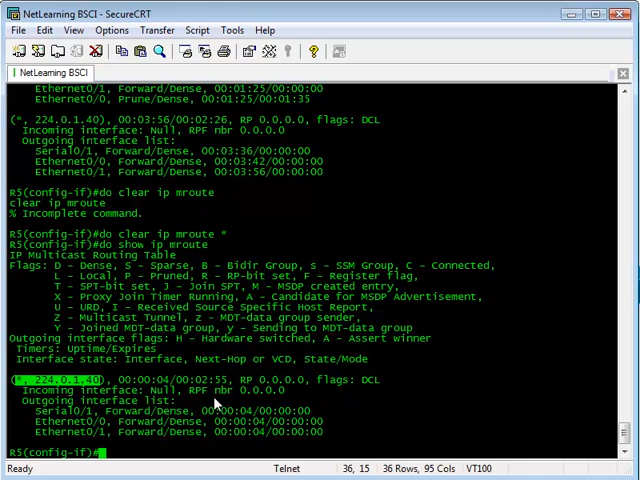 NetLearning BSCI - SecureCRT
File Edit View Options Transfer Script Tools Help
NetLearning BSCI
Ethernet0/1, Forward/Dense, 00:01:25/00:00:00
Ethernet0/0, Prune/Dense, 00:01:25/00:01:35
(*, 224.0.1.40), 00:03:56/00:02:26, RP 0.0.0.0, flags: DCL
Incoming interface: Null, RPF nbr 0.0.0.0
Outgoing interface list:
Serial0/1, Forward/Dense, 00:03:36/00:00:00
Ethernet0/0, Forward/Dense, 00:03:42/00:00:00
Ethernet0/1, Forward/Dense, 00:03:56/00:00:00
R5(config-if)#do clear ip mroute
clear ip mroute
% Incomplete command.
R5(config-if)#do clear ip mroute *
R5(config-if)#do show ip mroute
IP Multicast Routing Table
Flags: D - Dense, S - Sparse, B - Bidir Group, s - SSM Group, C - Connected,
L - Local, P - Pruned, R - RP-bit set, F - Register flag,
T - SPT-bit set, J - Join SPT, M - MSDP created entry,
X - Proxy Join Timer Running, A - Candidate for MSDP Advertisement,
U - URD, I - Received Source Specific Host Report,
Z - Multicast Tunnel, z - MDT-data group sender,
Y - Joined MDT-data group, y - Sending to MDT-data group
Outgoing interface flags: H - Hardware switched, A - Assert winner
Timers: Uptime/Expires
Interface state: Interface, Next-Hop or VCD, State/Mode
(*, 224.0.1.40), 00:00:04/00:02:55, RP 0.0.0.0, flags: DCL
Incoming interface: Null, RPF nbr 0.0.0.0
Outgoing interface list:
Serial0/1, Forward/Dense, 00:00:04/00:00:00
Ethernet0/0, Forward/Dense, 00:00:04/00:00:00
Ethernet0/1, Forward/Dense, 00:00:04/00:00:00
R5(config-if)#
Ready Telnet 36, 15 36 Rows, 95 Cols VT100